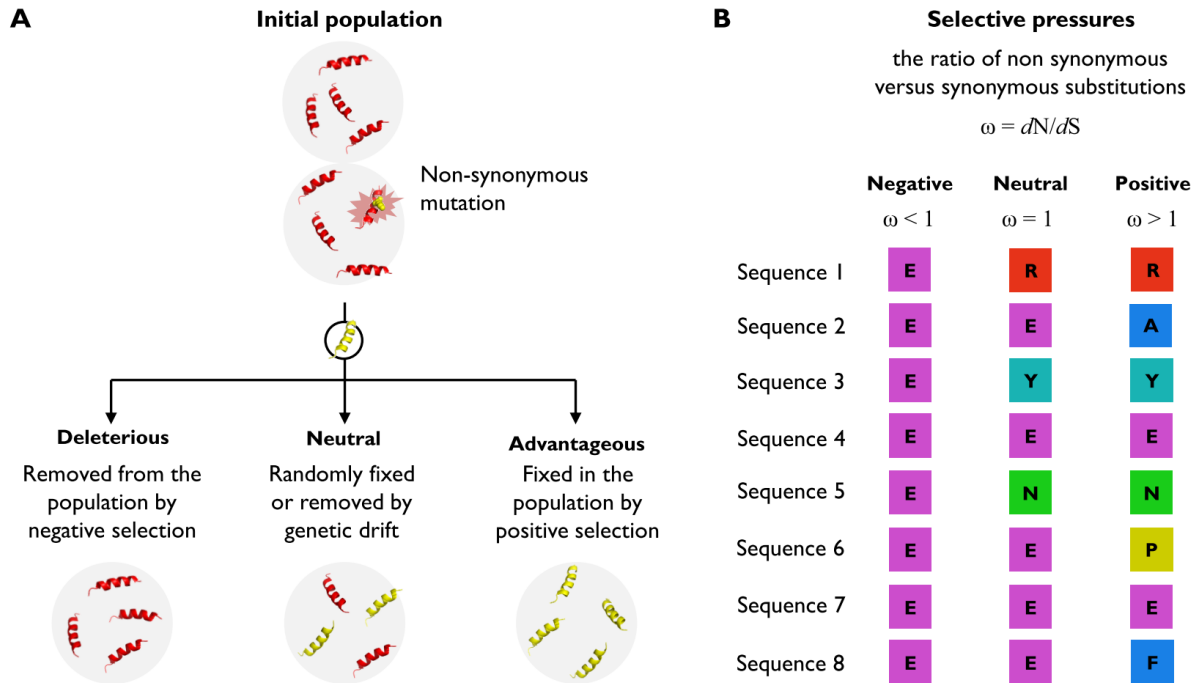 A
Initial population
Non-synonymous
mutation
Deleterious
Removed from the
population by
negative selection
Neutral
Randomly fixed
or removed by
genetic drift
Advantageous
Fixed in the
population by
positive selection
B
Selective pressures
the ratio of non synonymous
versus synonymous substitutions
ω = dN/dS
Negative Neutral Positive
ω < 1 ω = 1 ω > 1
Sequence 1 E R R
Sequence 2 E E A
Sequence 3 E Y Y
Sequence 4 E E E
Sequence 5 E N N
Sequence 6 E E P
Sequence 7 E E E
Sequence 8 E E F